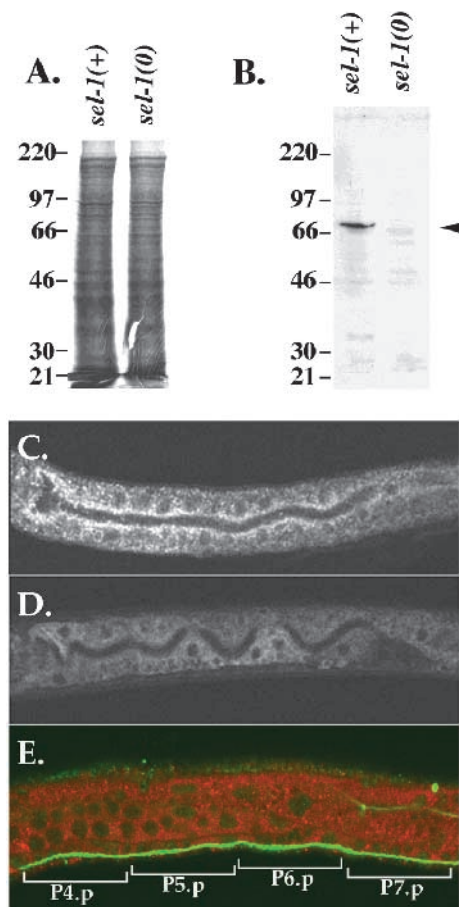 A.
sel-1(+)
sel-1(0)
220
97
66
46
30
21
B.
sel-1(+)
sel-1(0)
220
97
66
46
30
21
C.
D.
E.
P4.p
P5.p
P6.p
P7.p